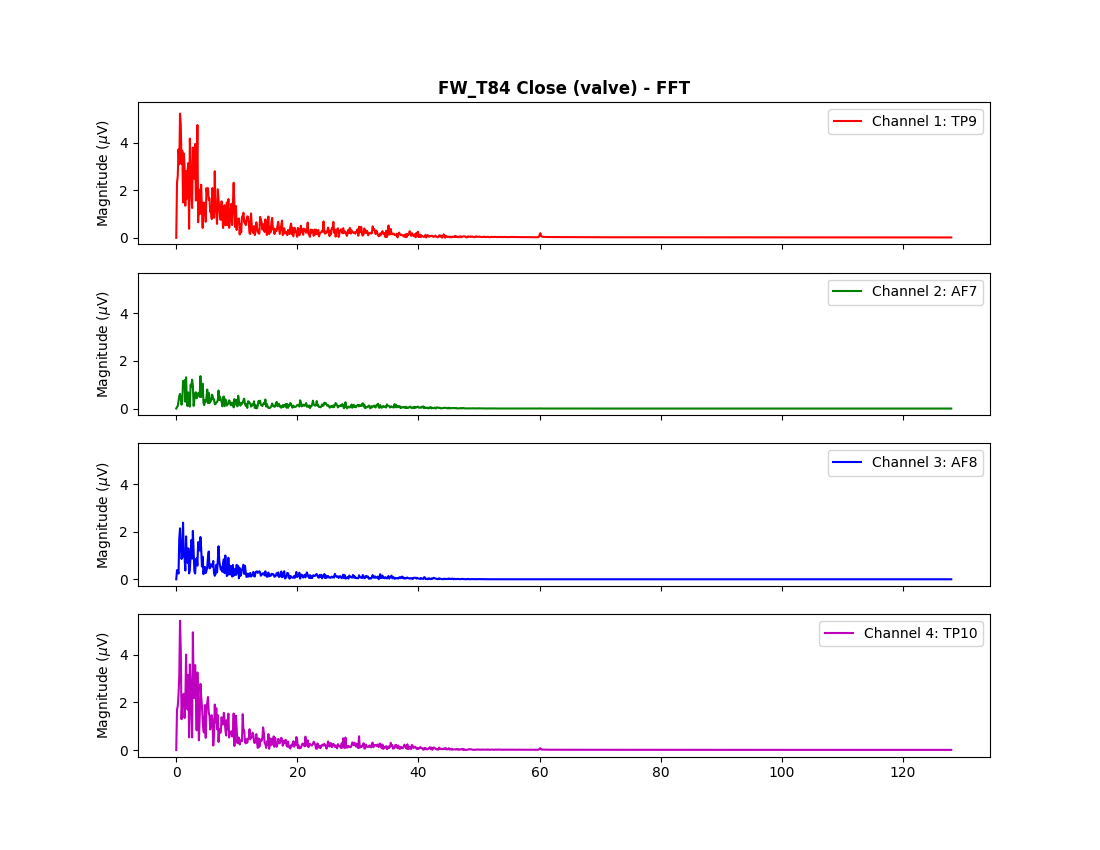 FW_T84 Close (valve) - FFT
Magnitude (μV)
4
2
0
Channel 1: TP9
Magnitude (μV)
4
2
0
Channel 2: AF7
Magnitude (μV)
4
2
0
Channel 3: AF8
Magnitude (μV)
4
2
0
Channel 4: TP10
0 20 40 60 80 100 120